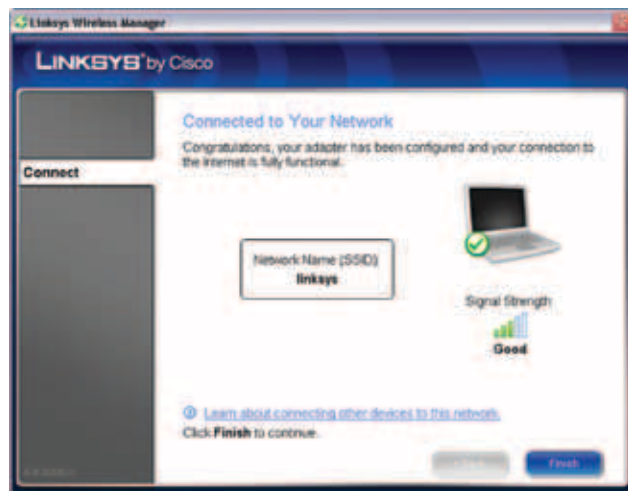 Linksys Wireless Manager
LINKSYS® by Cisco
Connected to Your Network
Congratulations, your adapter has been configured and your connection to
the Internet is fully functional.
Connect
Network Name (SSID)
linksys
Signal Strength
Good
Learn about connecting other devices to this network.
Click Finish to continue.
Finish